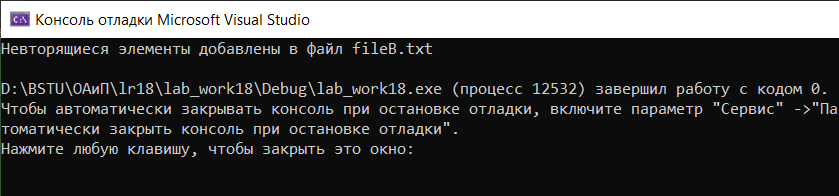 Консоль отладки Microsoft Visual Studio
Невторящиеся элементы добавлены в файл fileB.txt
D:\BSTU\ОАиП\lr18\lab_work18\Debug\lab_work18.exe (процесс 12532) завершил работу с кодом 0.
Чтобы автоматически закрывать консоль при остановке отладки, включите параметр "Сервис" ->"Па
томатически закрыть консоль при остановке отладки".
Нажмите любую клавишу, чтобы закрыть это окно: